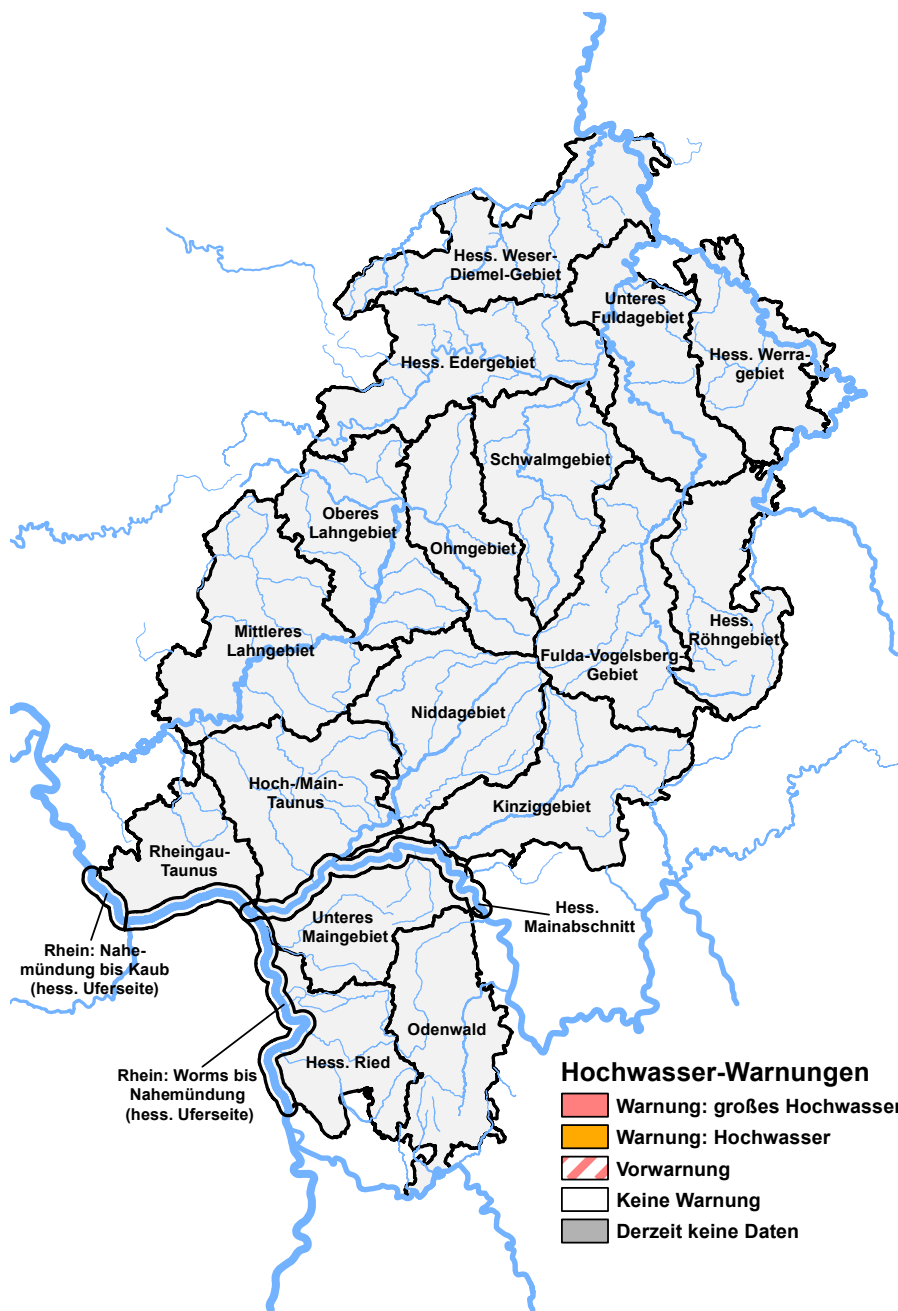 Hess. Weser-
Diemel-Gebiet
Unteres
Fuldagebiet
Hess. Werra-
gebiet
Hess. Edergebiet
Schwalmgebiet
Oberes
Lahngebiet
Ohmgebiet
Mittleres
Lahngebiet
Hess.
Röhngebiet
Fulda-Vogelsberg-
Gebiet
Niddagebiet
Hoch-/Main-
Taunus
Kinziggebiet
Rheingau-
Taunus
Unteres
Maingebiet
Hess.
Mainabschnitt
Rhein: Nahe-
mündung bis Kaub
(hess. Uferseite)
Odenwald
Hess. Ried
Rhein: Worms bis
Nahemündung
(hess. Uferseite)
Hochwasser-Warnungen
Warnung: großes Hochwasser
Warnung: Hochwasser
Vorwarnung
Keine Warnung
Derzeit keine Daten